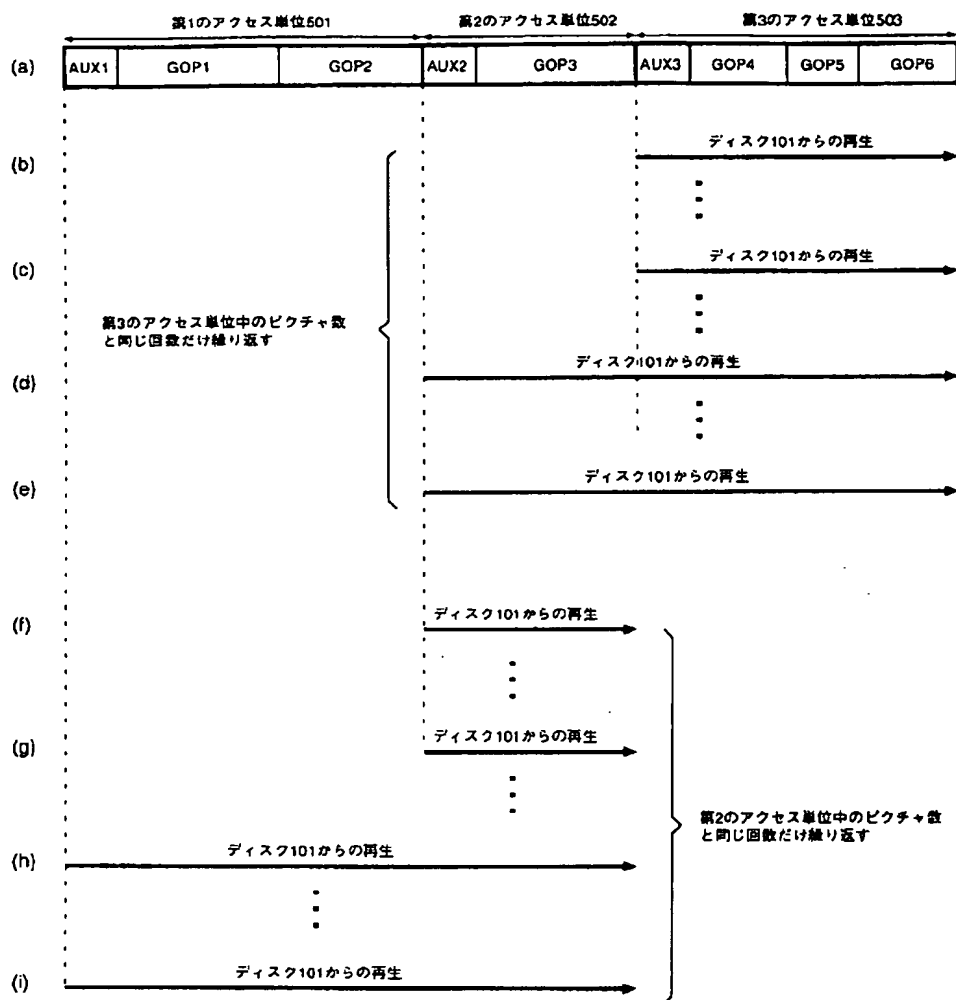 第1のアクセス単位501 第2のアクセス単位502 第3のアクセス単位503
(a) AUX1 GOP1 GOP2 AUX2 GOP3 AUX3 GOP4 GOP5 GOP6
(b) ディスク101からの再生
(c) ディスク101からの再生
第3のアクセス単位中のピクチャ数
と同じ回数だけ繰り返す
(d) ディスク101からの再生
(e) ディスク101からの再生
(f) ディスク101からの再生
(g) ディスク101からの再生
第2のアクセス単位中のピクチャ数
と同じ回数だけ繰り返す
(h) ディスク101からの再生
(i) ディスク101からの再生